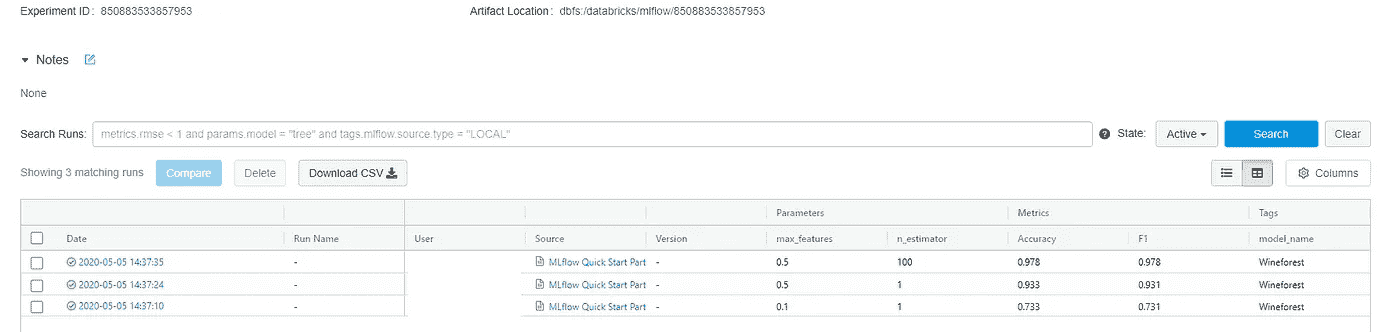 Experiment ID : 850883533857953 Artifact Location : dbfs:/databricks/mlflow/850883533857953
Notes
None
Search Runs: metrics.rmse < 1 and params.model = "tree" and tags.mlflow.source.type = "LOCAL" ? State: Active Search Clear
Showing 3 matching runs Compare Delete Download CSV Columns
Parameters Metrics Tags
Date Run Name User Source Version max_features n_estimator Accuracy F1 model_name
2020-05-05 14:37:35 - MLflow Quick Start Part - 0.5 100 0.978 0.978 Wineforest
2020-05-05 14:37:24 - MLflow Quick Start Part - 0.5 1 0.933 0.931 Wineforest
2020-05-05 14:37:10 - MLflow Quick Start Part - 0.1 1 0.733 0.731 Wineforest